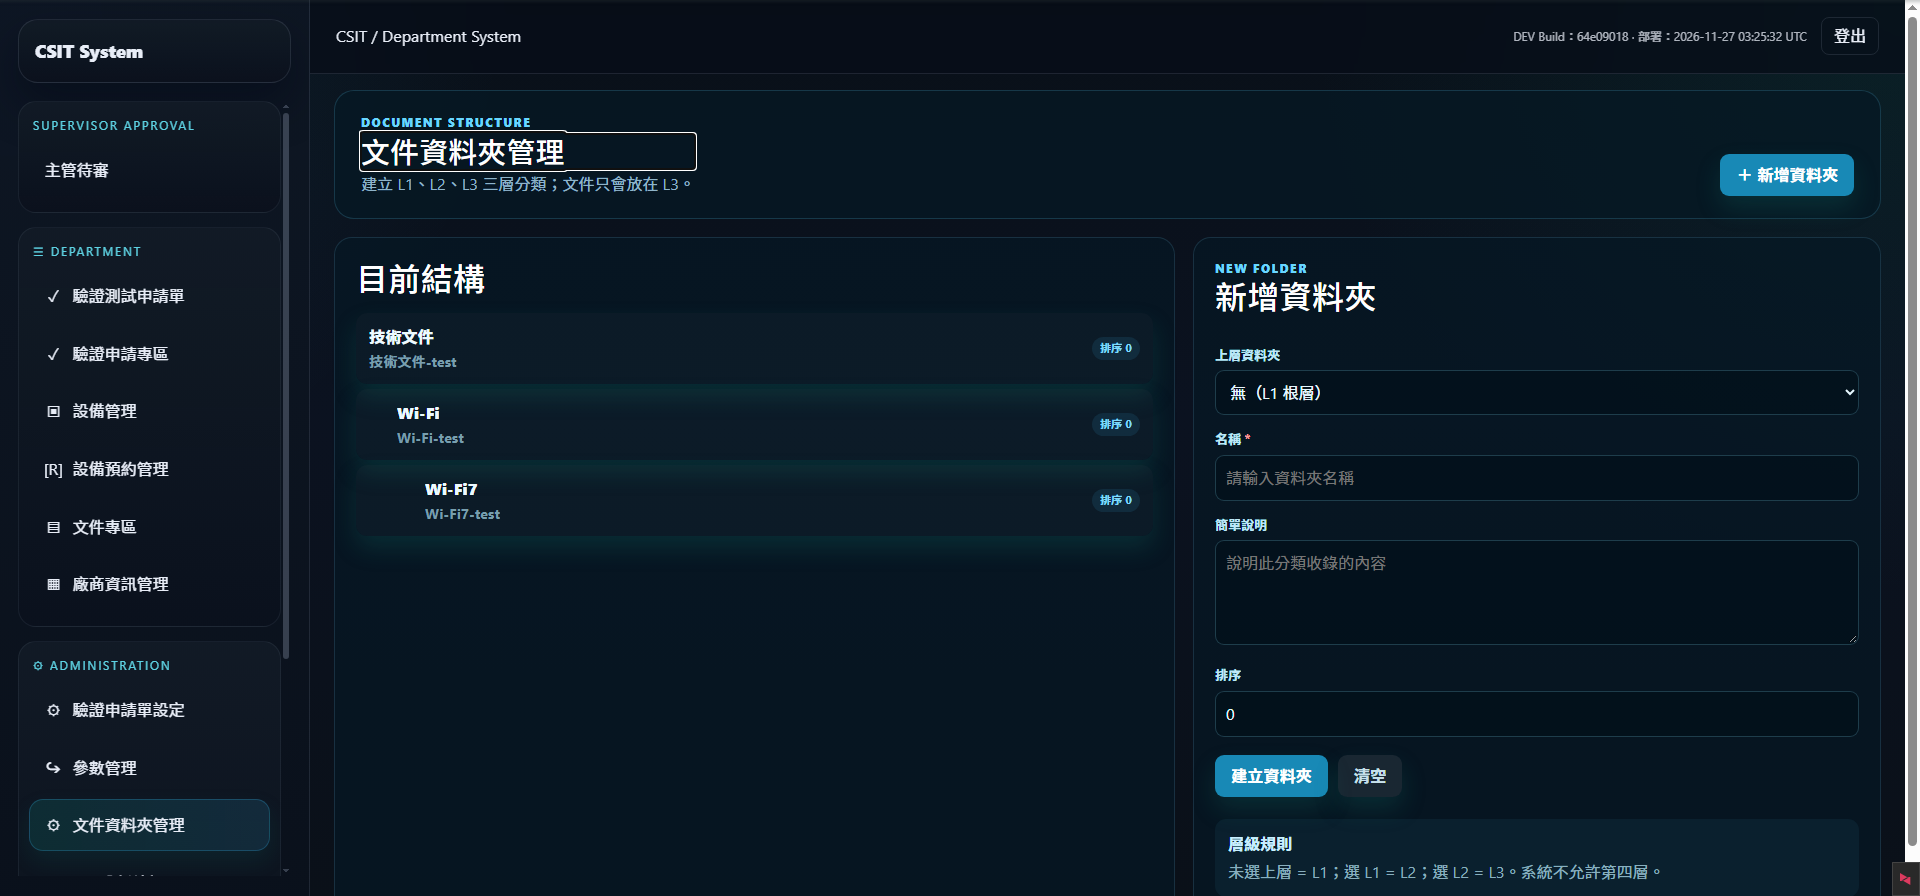 CSIT System
SUPERVISOR APPROVAL
主管待審
☰ DEPARTMENT
✓ 驗證測試申請單
✓ 驗證申請專區
▣ 設備管理
[R] 設備預約管理
▤ 文件專區
▦ 廠商資訊管理
⚙ ADMINISTRATION
⚙ 驗證申請單設定
↪ 參數管理
⚙ 文件資料夾管理
CSIT / Department System
DEV Build：64e09018 · 部署：2026-11-27 03:25:32 UTC
登出
DOCUMENT STRUCTURE
文件資料夾管理
建立 L1、L2、L3 三層分類；文件只會放在 L3。
＋ 新增資料夾
目前結構
技術文件
技術文件-test
排序 0
Wi-Fi
Wi-Fi-test
排序 0
Wi-Fi7
Wi-Fi7-test
排序 0
NEW FOLDER
新增資料夾
上層資料夾
無（L1 根層）
名稱 *
請輸入資料夾名稱
簡單說明
說明此分類收錄的內容
排序
0
建立資料夾
清空
層級規則
未選上層 = L1；選 L1 = L2；選 L2 = L3。系統不允許第四層。